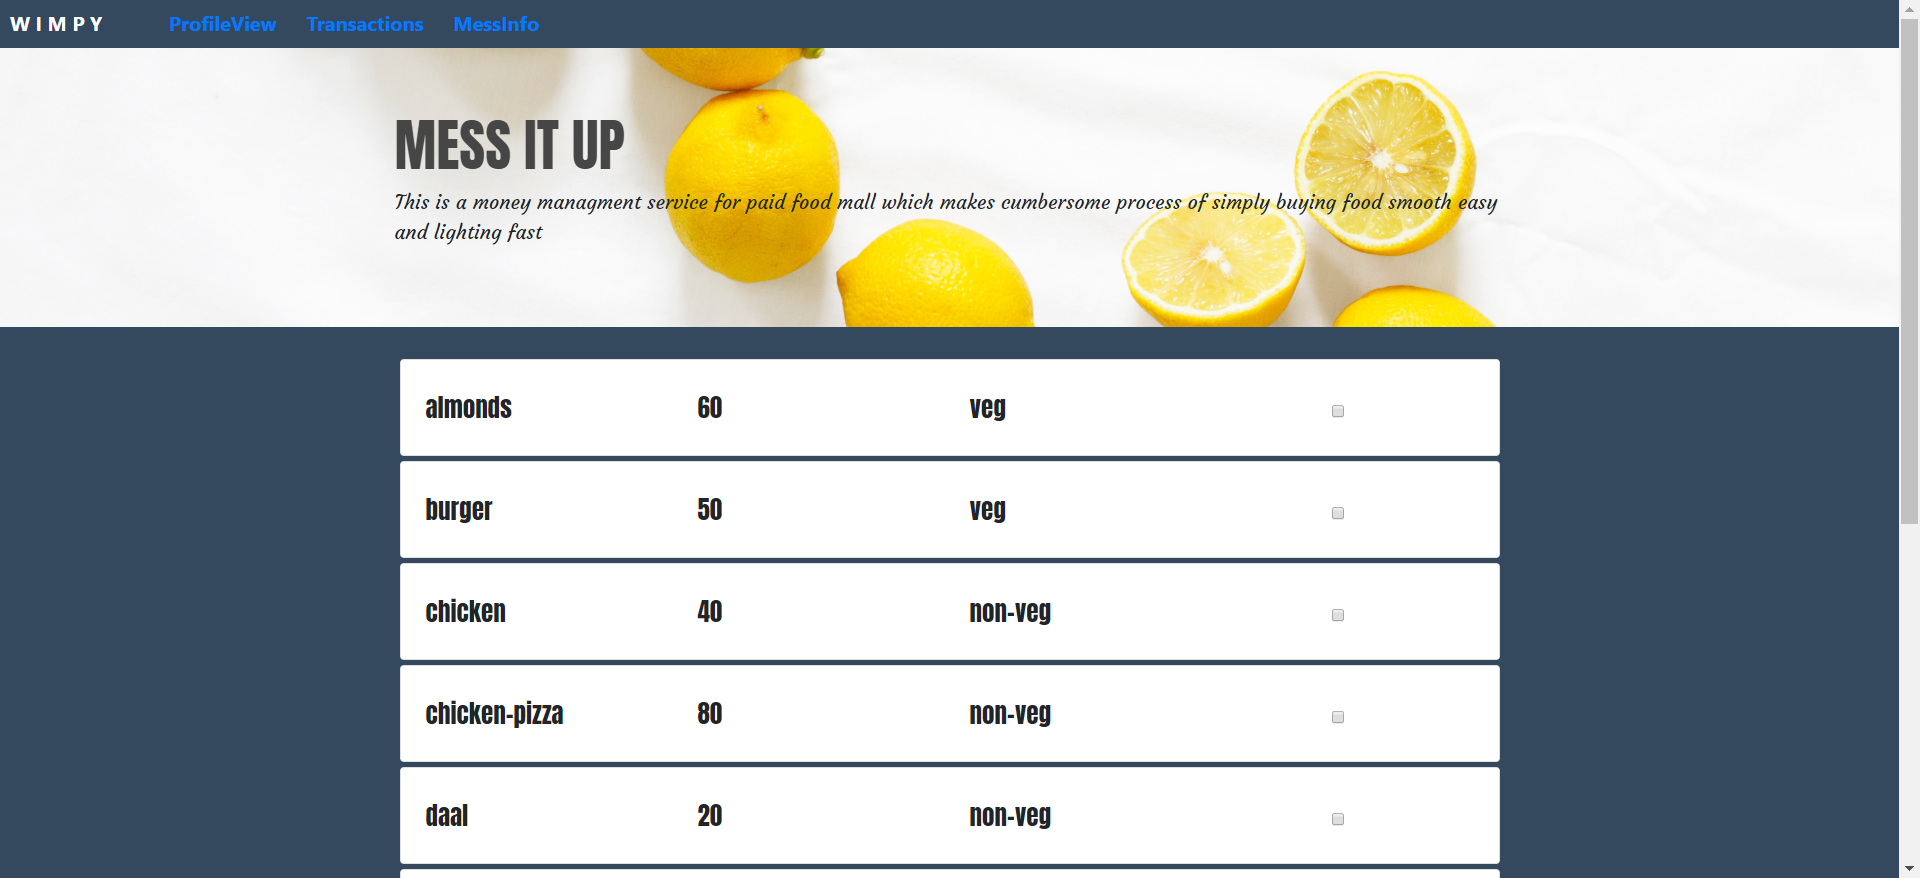 WIMPY ProfileView Transactions MessInfo
MESS IT UP
This is a money managment service for paid food mall which makes cumbersome process of simply buying food smooth easy
and lighting fast
almonds 60 veg
burger 50 veg
chicken 40 non-veg
chicken-pizza 80 non-veg
daal 20 non-veg